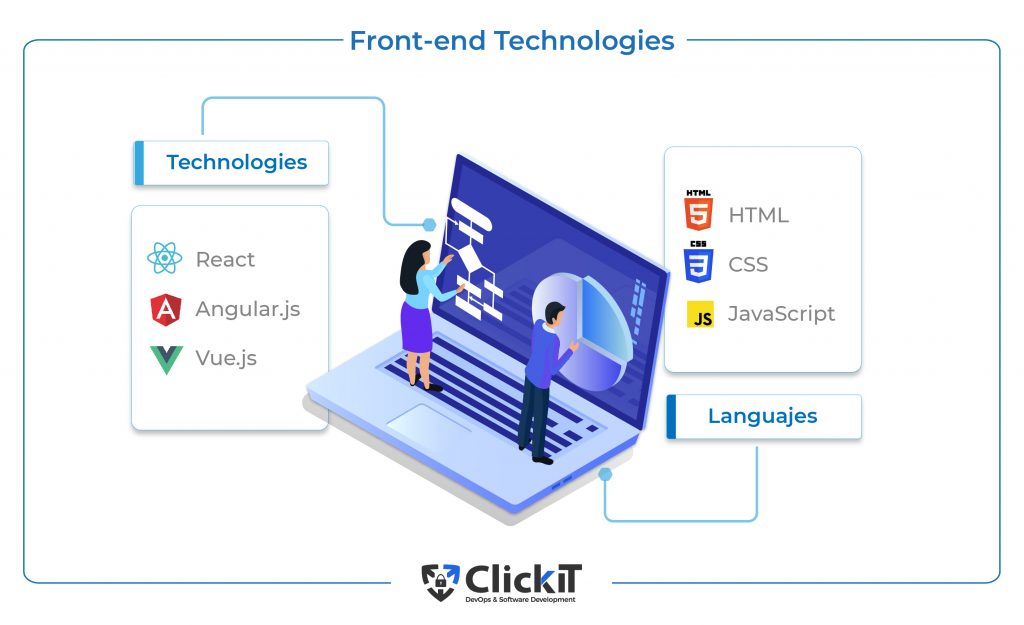 Front-end Technologies
Technologies
React
Angular.js
Vue.js
HTML
HTML
CSS
CSS
JS
JavaScript
Languajes
ClickIT
DevOps & Software Development